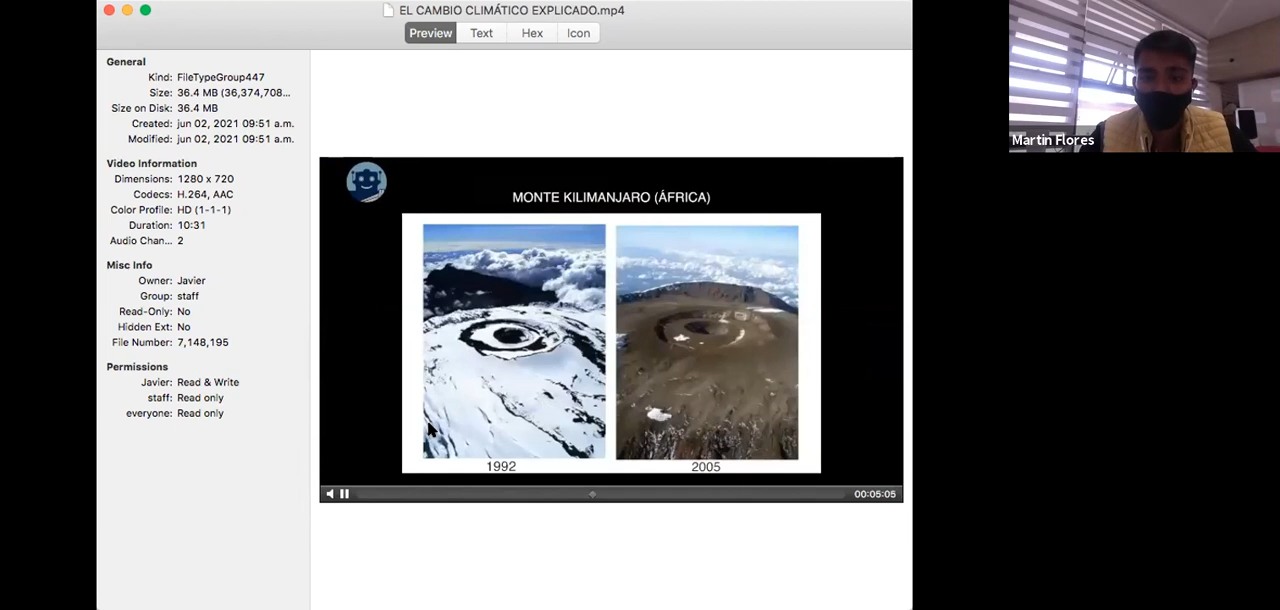 EL CAMBIO CLIMÁTICO EXPLICADO.mp4
Preview Text Hex Icon
General
Kind: FileTypeGroup447
Size: 36.4 MB (36,374,708...
Size on Disk: 36.4 MB
Created: jun 02, 2021 09:51 a.m.
Modified: jun 02, 2021 09:51 a.m.
Video Information
Dimensions: 1280 x 720
Codecs: H.264, AAC
Color Profile: HD (1-1-1)
Duration: 10:31
Audio Chan... 2
Misc Info
Owner: Javier
Group: staff
Read-Only: No
Hidden Ext: No
File Number: 7,148,195
Permissions
Javier: Read & Write
staff: Read only
everyone: Read only
MONTE KILIMANJARO (ÁFRICA)
1992 2005
00:05:05
Martin Flores